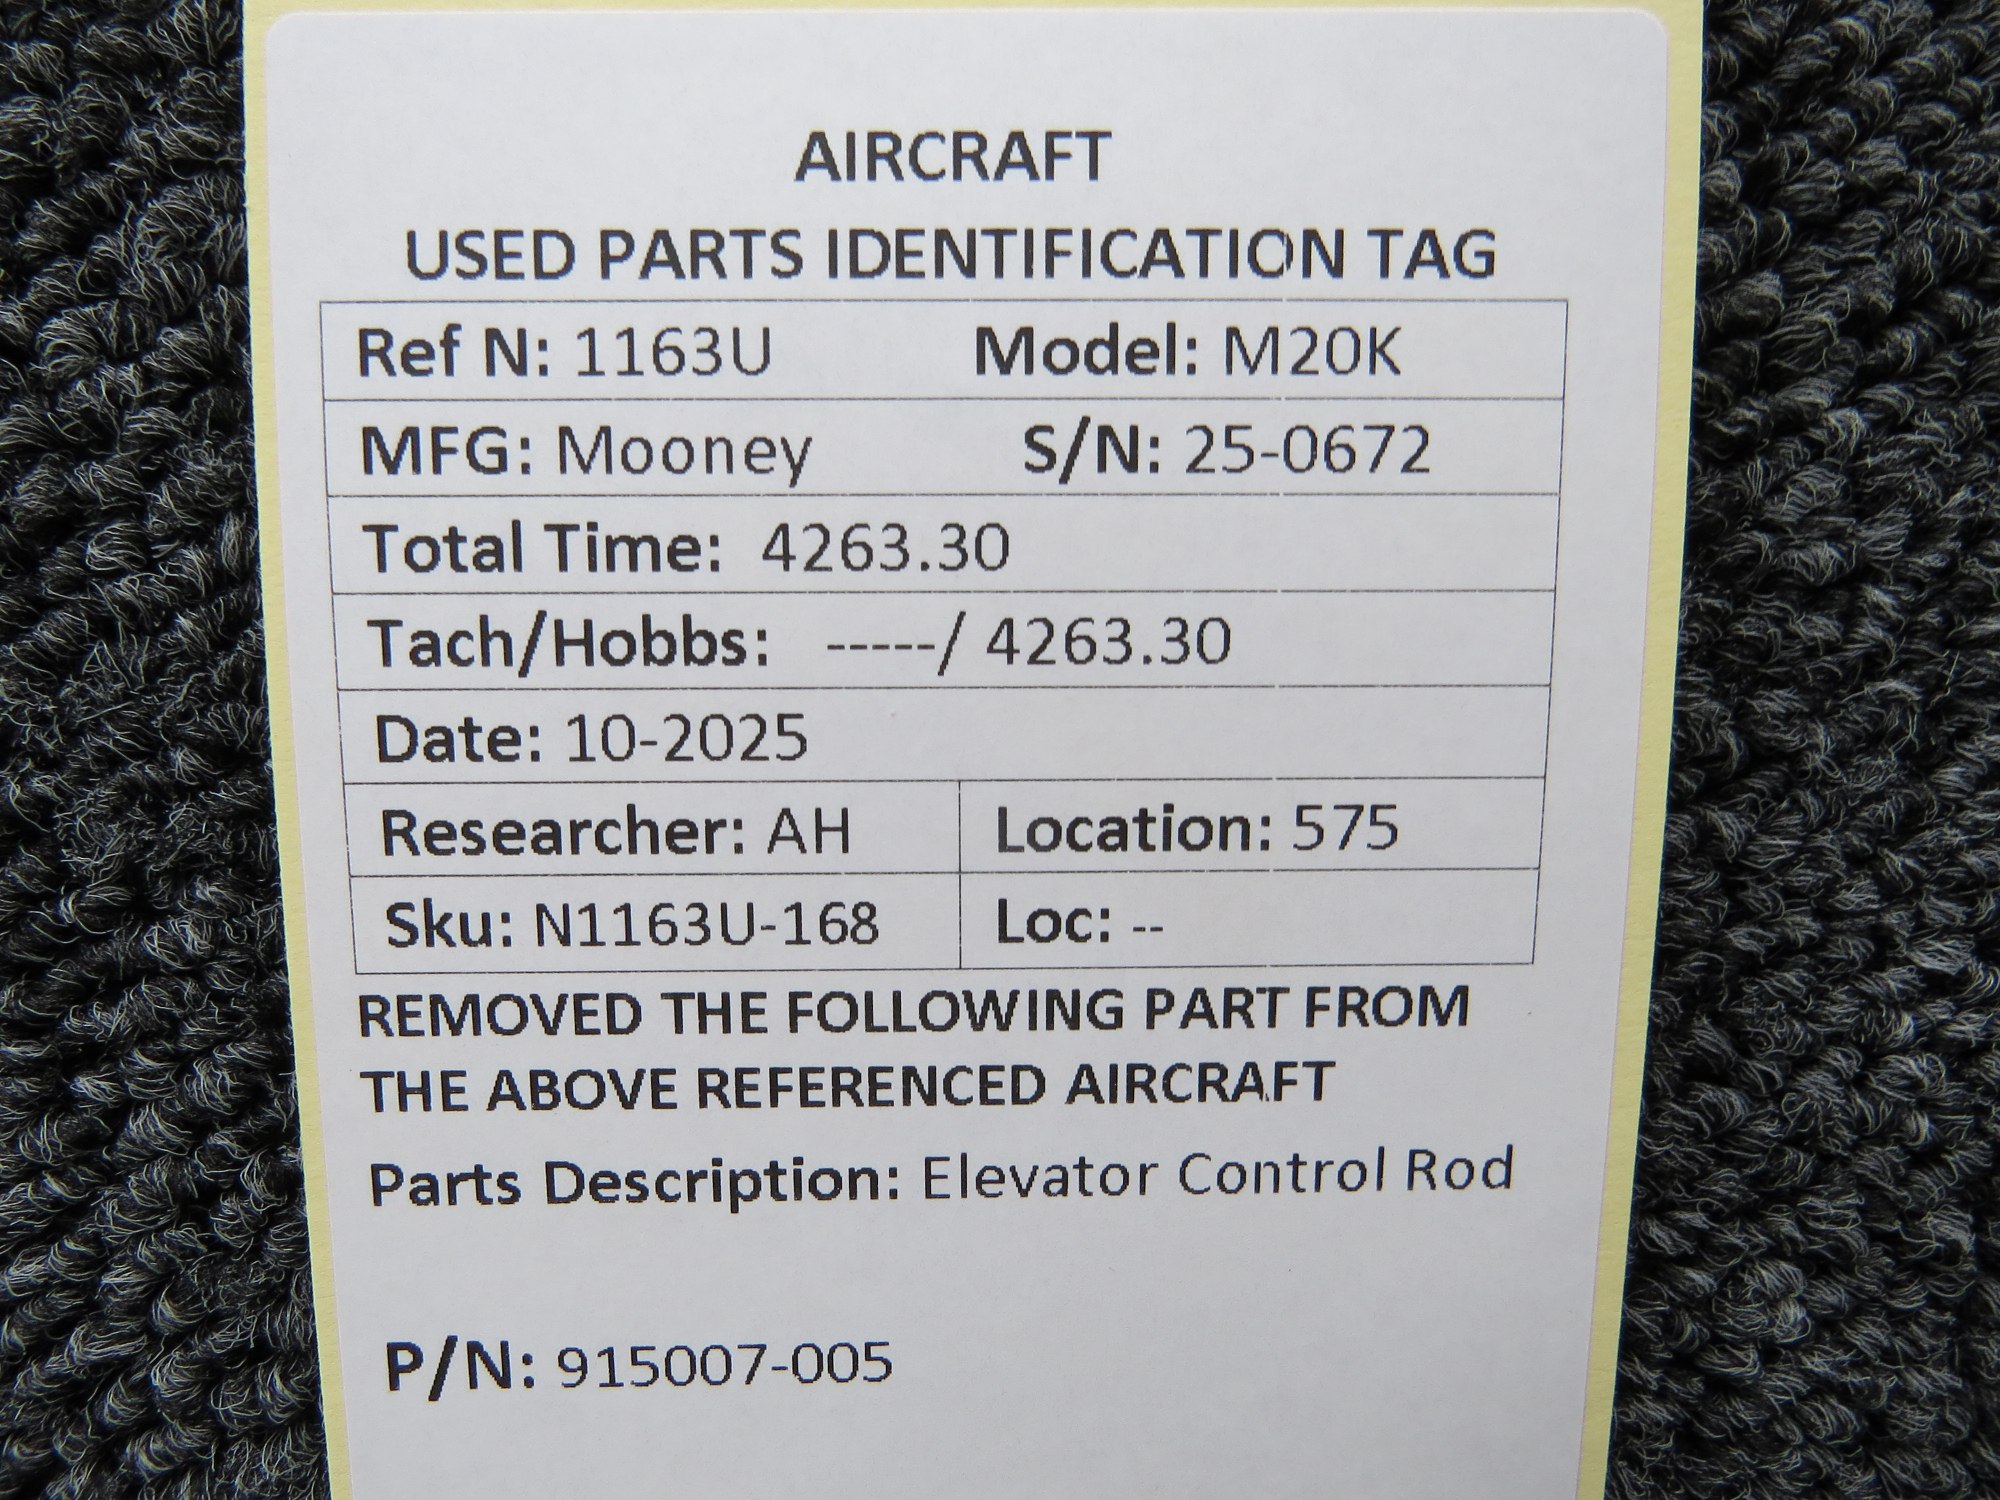 AIRCRAFT
USED PARTS IDENTIFICATION TAG
Ref N: 1163U Model: M20K
MFG: Mooney S/N: 25-0672
Total Time: 4263.30
Tach/Hobbs: -----/ 4263.30
Date: 10-2025
Researcher: AH Location: 575
Sku: N1163U-168 Loc: --
REMOVED THE FOLLOWING PART FROM
THE ABOVE REFERENCED AIRCRAFT
Parts Description: Elevator Control Rod
P/N: 915007-005